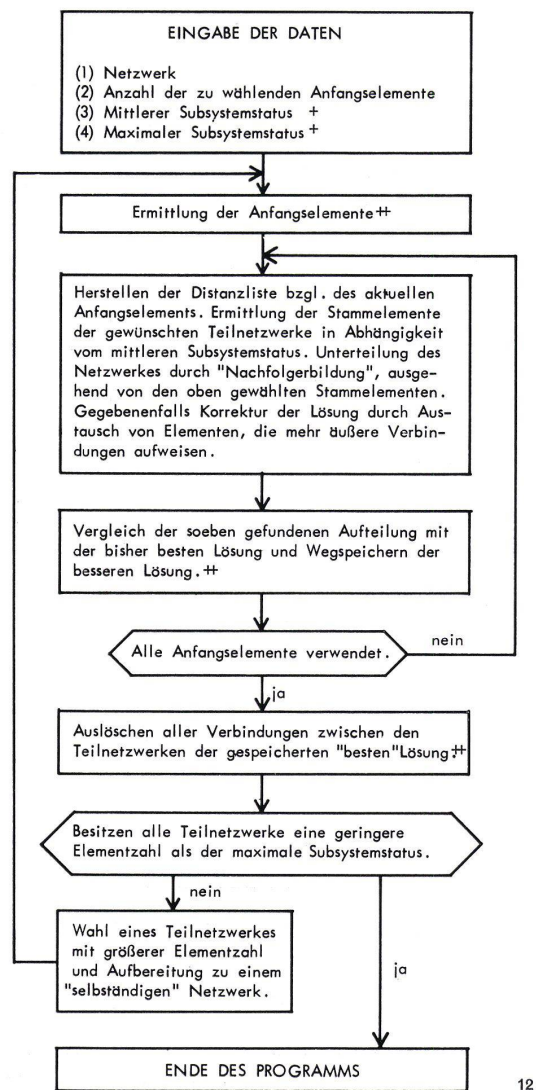 EINGABE DER DATEN
(1) Netzwerk
(2) Anzahl der zu wählenden Anfangselemente
(3) Mittlerer Subsystemstatus +
(4) Maximaler Subsystemstatus +
Ermittlung der Anfangselemente ++
Herstellen der Distanzliste bzgl. des aktuellen
Anfangselements. Ermittlung der Stammelemente
der gewünschten Teilnetzwerke in Abhängigkeit
vom mittleren Subsystemstatus. Unterteilung des
Netzwerkes durch "Nachfolgerbildung", ausge-
hend von den oben gewählten Stammelementen.
Gegebenenfalls Korrektur der Lösung durch Aus-
tausch von Elementen, die mehr äußere Verbin-
dungen aufweisen.
Vergleich der soeben gefundenen Aufteilung mit
der bisher besten Lösung und Wegspeichern der
besseren Lösung. ++
Alle Anfangselemente verwendet.
nein
ja
Auslöschen aller Verbindungen zwischen den
Teilnetzwerken der gespeicherten "besten"Lösung. ++
Besitzen alle Teilnetzwerke eine geringere
Elementzahl als der maximale Subsystemstatus.
nein
Wahl eines Teilnetzwerkes
mit größerer Elementzahl
und Aufbereitung zu einem
"selbständigen" Netzwerk.
ja
ENDE DES PROGRAMMS
12